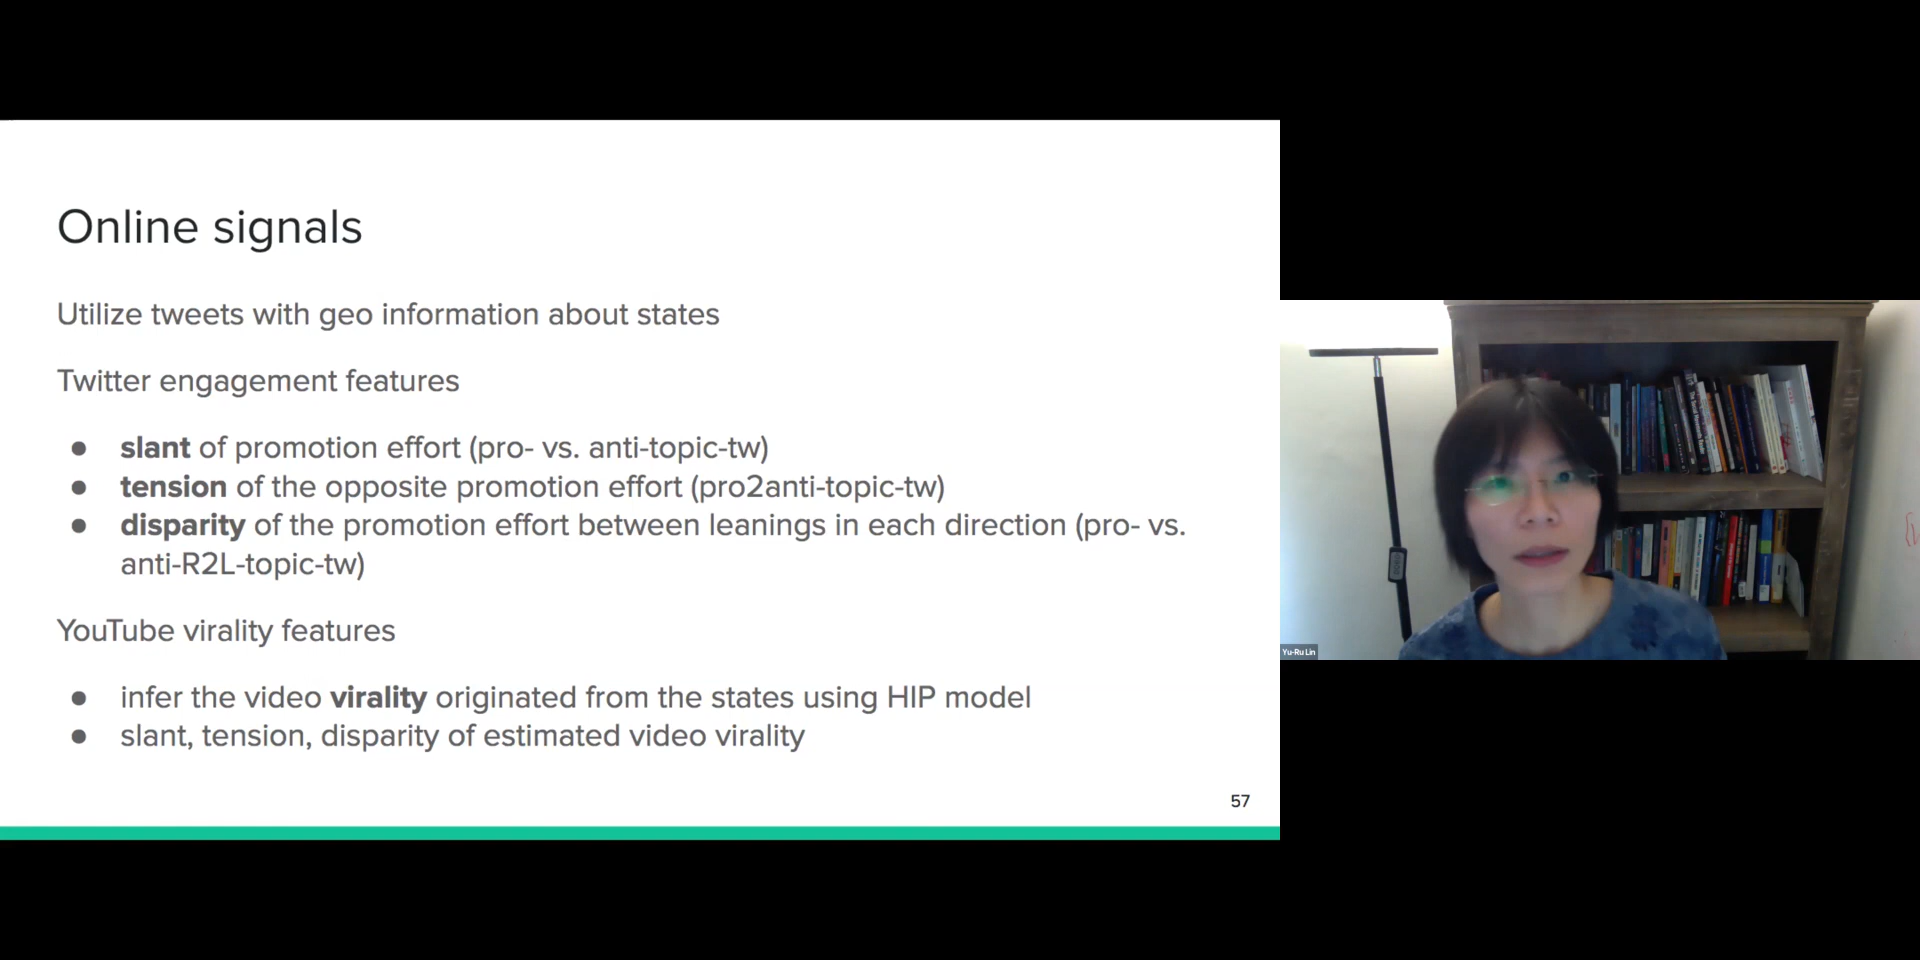 Online signals
Utilize tweets with geo information about states
Twitter engagement features
● slant of promotion effort (pro- vs. anti-topic-tw)
● tension of the opposite promotion effort (pro2anti-topic-tw)
● disparity of the promotion effort between leanings in each direction (pro- vs.
anti-R2L-topic-tw)
YouTube virality features
● infer the video virality originated from the states using HIP model
● slant, tension, disparity of estimated video virality
57
Yu-Ru Lin